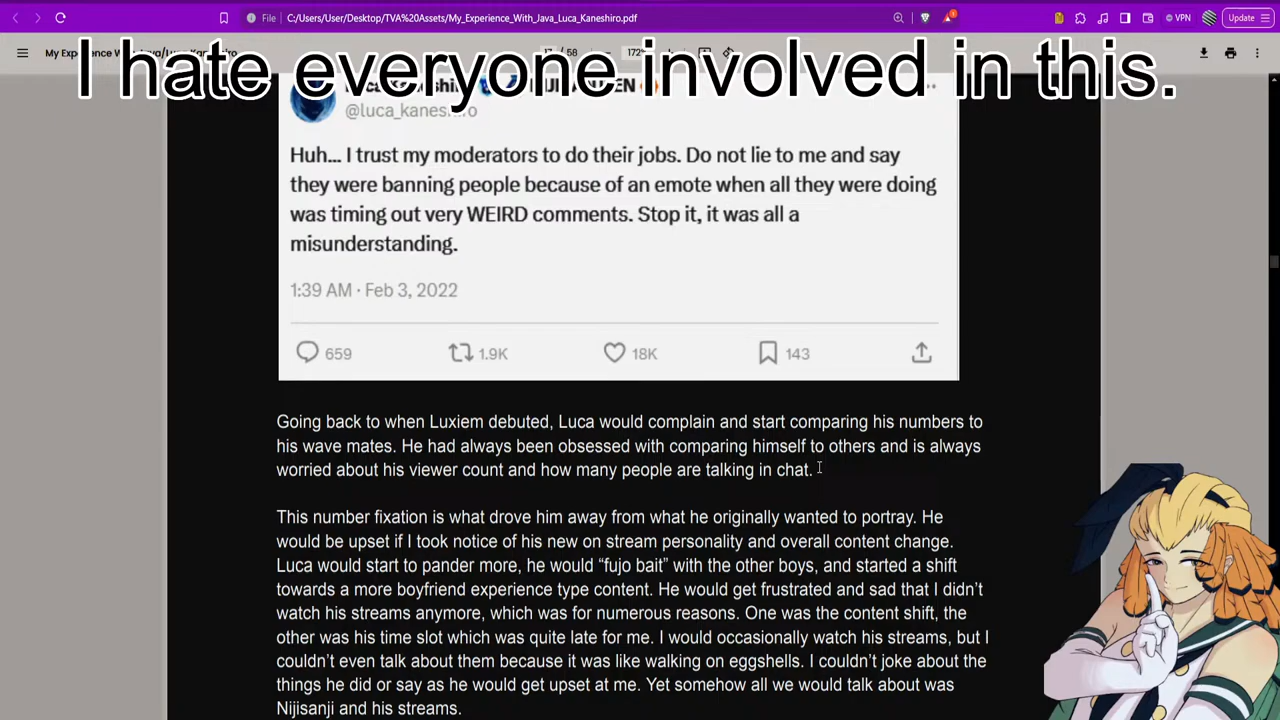 File C:/Users/User/Desktop/TVA%20Assets/My_Experience_With_Java_Luca_Kaneshiro.pdf VPN Update
172%
I hate everyone involved in this.
@luca_kaneshiro
Huh... I trust my moderators to do their jobs. Do not lie to me and say
they were banning people because of an emote when all they were doing
was timing out very WEIRD comments. Stop it, it was all a
misunderstanding.
1:39 AM · Feb 3, 2022
659 1.9K 18K 143
Going back to when Luxiem debuted, Luca would complain and start comparing his numbers to
his wave mates. He had always been obsessed with comparing himself to others and is always
worried about his viewer count and how many people are talking in chat.
This number fixation is what drove him away from what he originally wanted to portray. He
would be upset if I took notice of his new on stream personality and overall content change.
Luca would start to pander more, he would “fujo bait” with the other boys, and started a shift
towards a more boyfriend experience type content. He would get frustrated and sad that I didn’t
watch his streams anymore, which was for numerous reasons. One was the content shift, the
other was his time slot which was quite late for me. I would occasionally watch his streams, but I
couldn’t even talk about them because it was like walking on eggshells. I couldn’t joke about the
things he did or say as he would get upset at me. Yet somehow all we would talk about was
Nijisanji and his streams.